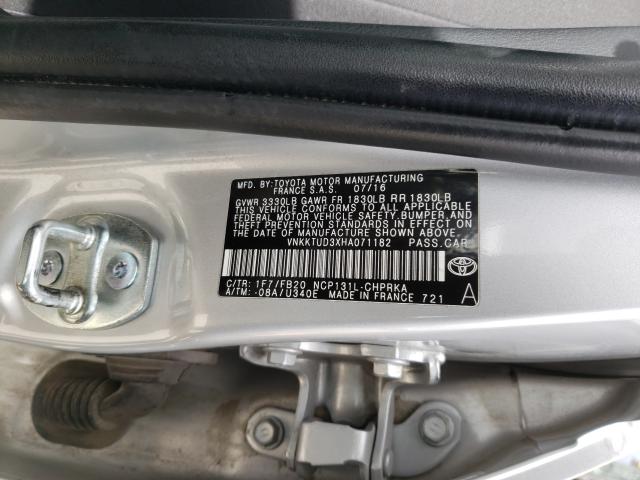 MFD. BY: TOYOTA MOTOR MANUFACTURING
FRANCE S.A.S. 07/16
GVWR 3330LB GAWR FR 1830LB RR 1830LB
THIS VEHICLE CONFORMS TO ALL APPLICABLE
FEDERAL MOTOR VEHICLE SAFETY, BUMPER, AND
THEFT PREVENTION STANDARDS IN EFFECT ON
THE DATE OF MANUFACTURE SHOWN ABOVE.
VNKKTUD3XHA071182 PASS.CAR
C/TR: 1F7/FB20 NCP131L-CHPRKA
A/TM: -08A/U340E MADE IN FRANCE 721
A